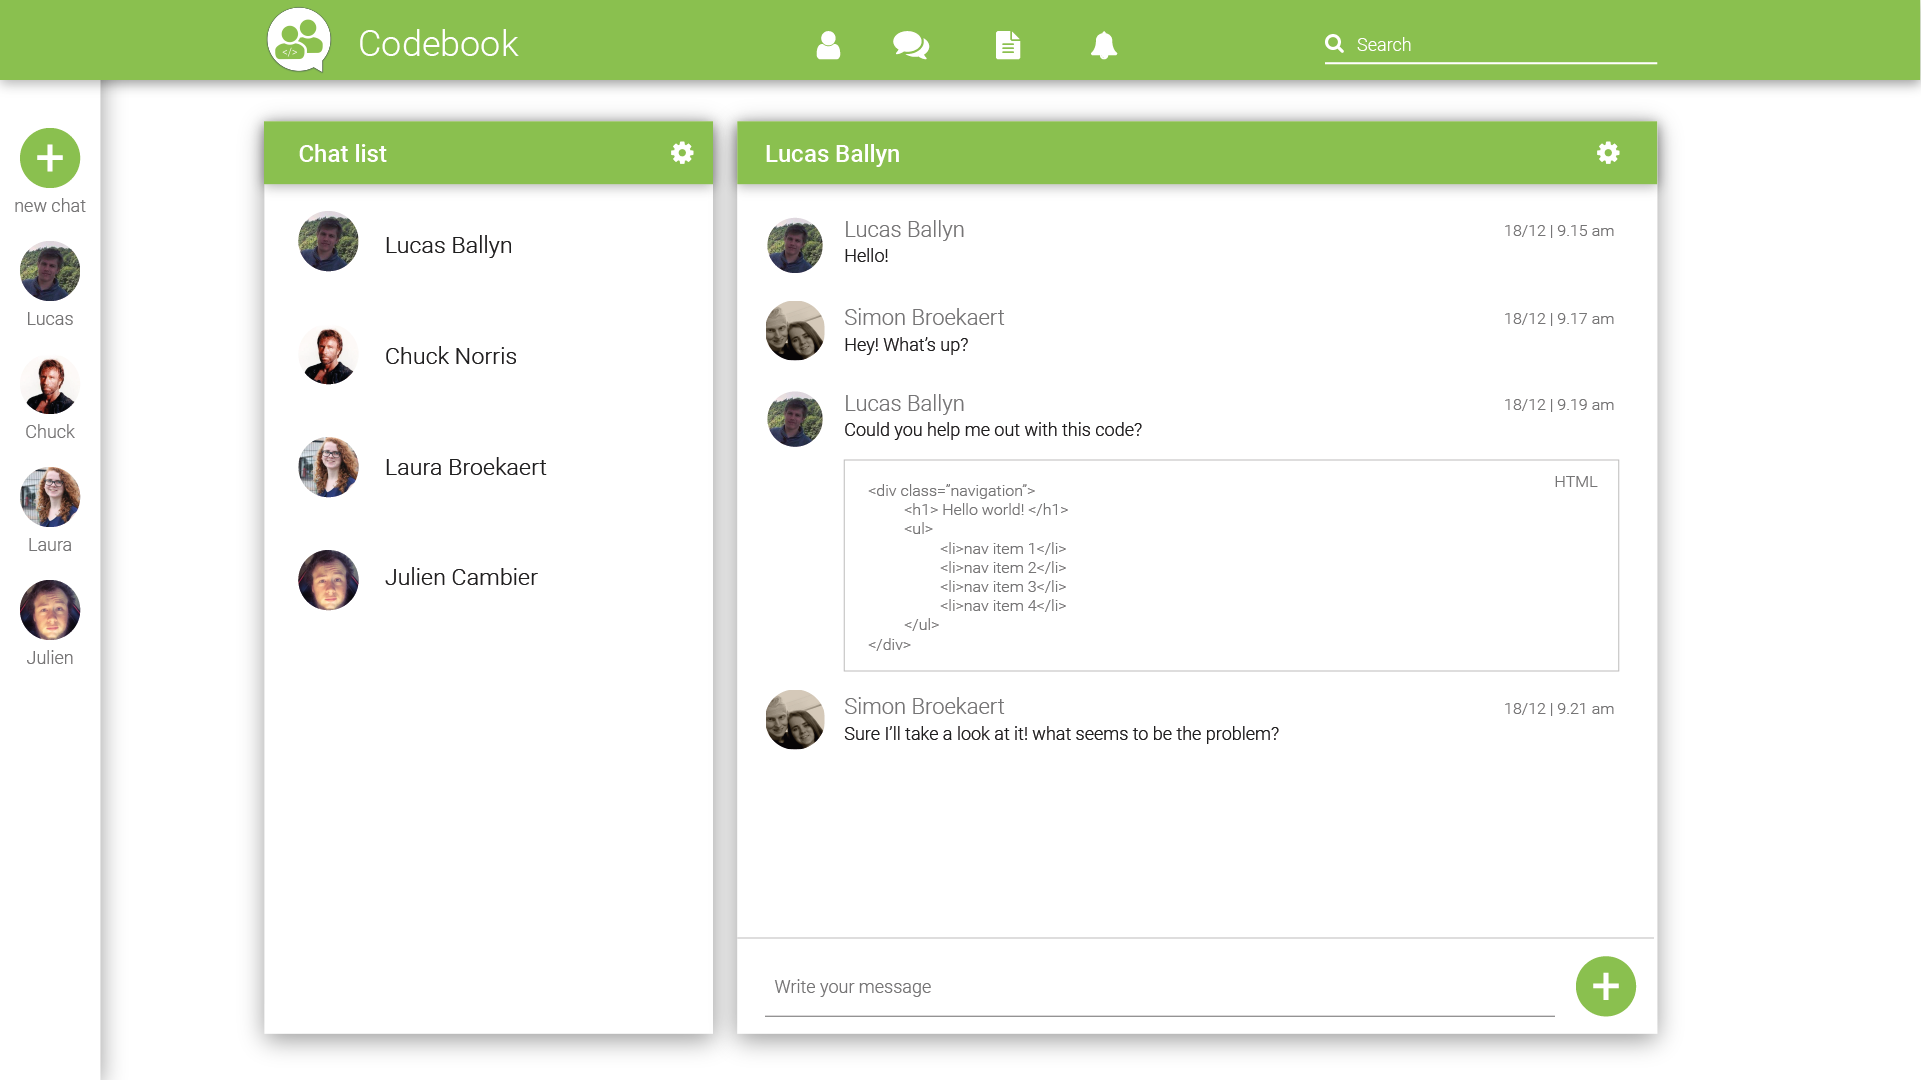 </>
Codebook
Search
new chat
Lucas
Chuck
Laura
Julien
Chat list
Lucas Ballyn
Chuck Norris
Laura Broekaert
Julien Cambier
Lucas Ballyn
Lucas Ballyn
18/12 | 9.15 am
Hello!
Simon Broekaert
18/12 | 9.17 am
Hey! What’s up?
Lucas Ballyn
18/12 | 9.19 am
Could you help me out with this code?
HTML
<div class=”navigation”>
<h1> Hello world! </h1>
<ul>
<li>nav item 1</li>
<li>nav item 2</li>
<li>nav item 3</li>
<li>nav item 4</li>
</ul>
</div>
Simon Broekaert
18/12 | 9.21 am
Sure I’ll take a look at it! what seems to be the problem?
Write your message